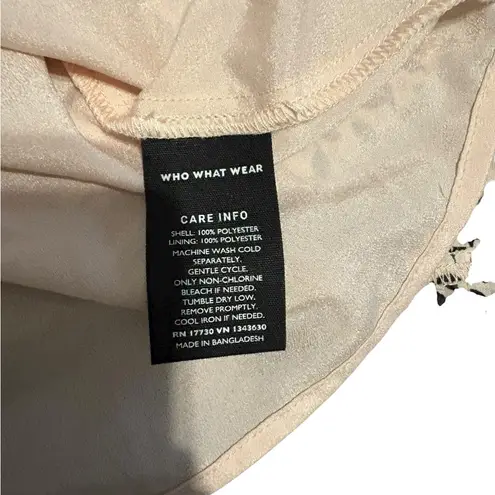 WHO WHAT WEAR
CARE INFO
SHELL: 100% POLYESTER
LINING: 100% POLYESTER
MACHINE WASH COLD
SEPARATELY.
GENTLE CYCLE.
ONLY NON-CHLORINE
BLEACH IF NEEDED.
TUMBLE DRY LOW.
REMOVE PROMPTLY.
COOL IRON IF NEEDED.
RN 17730 VN 1343630
MADE IN BANGLADESH